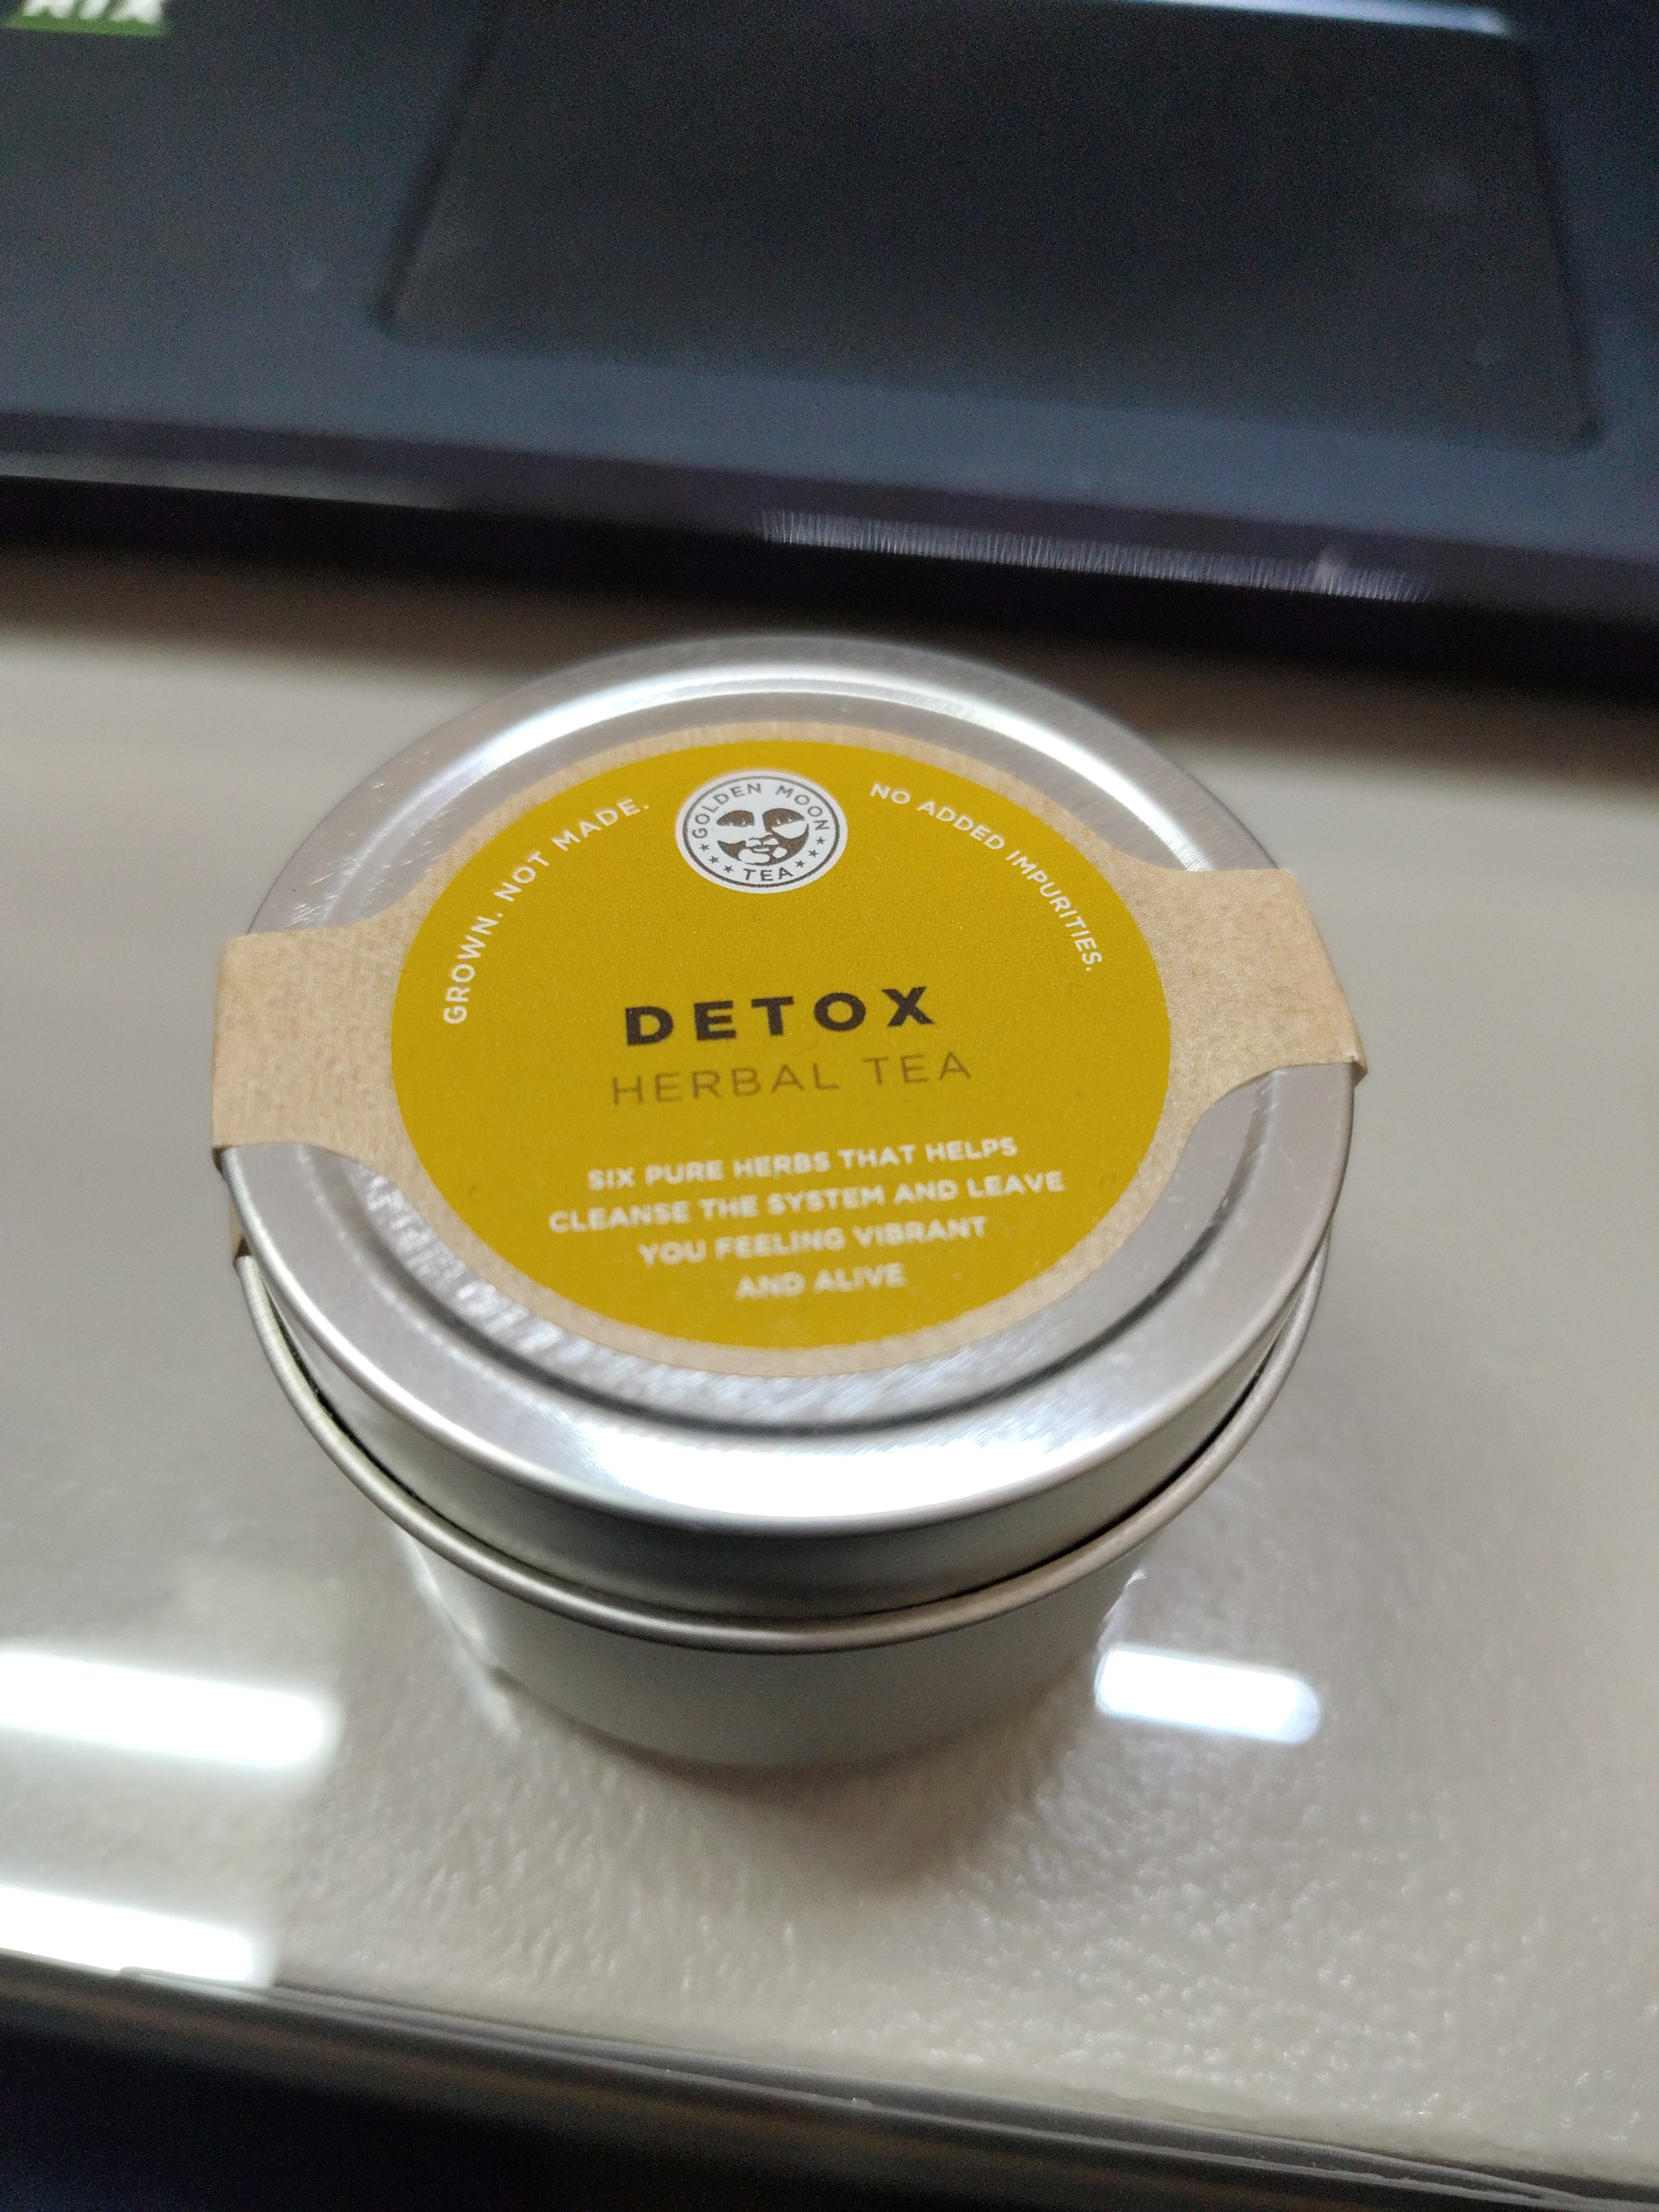 GROWN. NOT MADE.
GOLDEN MOON
TEA
NO ADDED IMPURITIES.
DETOX
HERBAL TEA
SIX PURE HERBS THAT HELPS
CLEANSE THE SYSTEM AND LEAVE
YOU FEELING VIBRANT
AND ALIVE